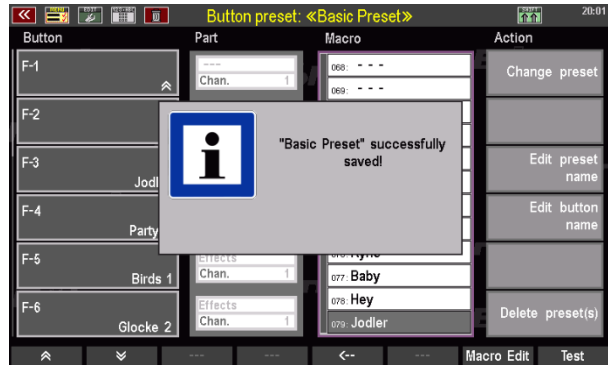 Button preset: «Basic Preset»
20:01
Button
Part
Macro
Action
F-1
---
Chan. 1
068: - - -
069: - - -
Change preset
F-2
"Basic Preset" successfully
saved!
F-3
Jodl
Edit preset
name
F-4
Party
Edit button
name
F-5
Birds 1
Effects
Chan. 1
077: Baby
F-6
Glocke 2
Effects
Chan. 1
078: Hey
079: Jodler
Delete preset(s)
---
---
<--
---
Macro Edit
Test